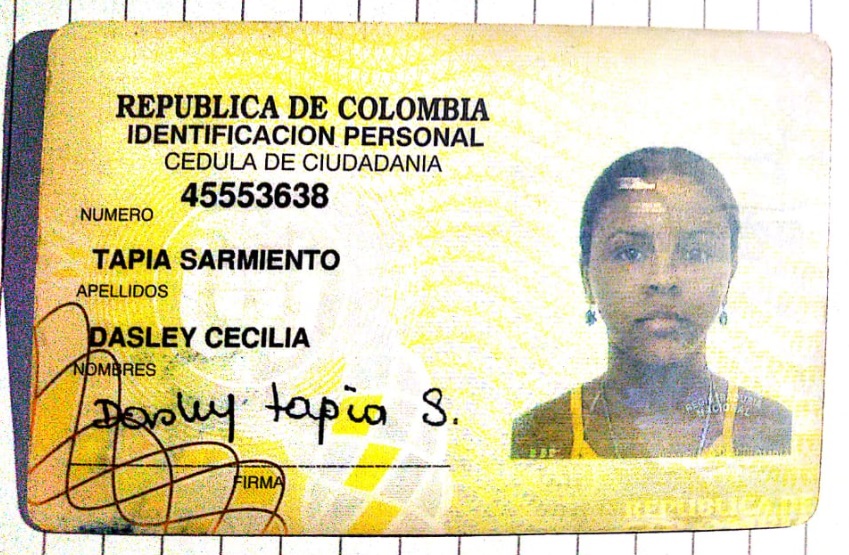 REPUBLICA DE COLOMBIA
IDENTIFICACION PERSONAL
CEDULA DE CIUDADANIA
45553638
NUMERO
TAPIA SARMIENTO
APELLIDOS
DASLEY CECILIA
NOMBRES
Dasley tapia S.
FIRMA
NACIONAL